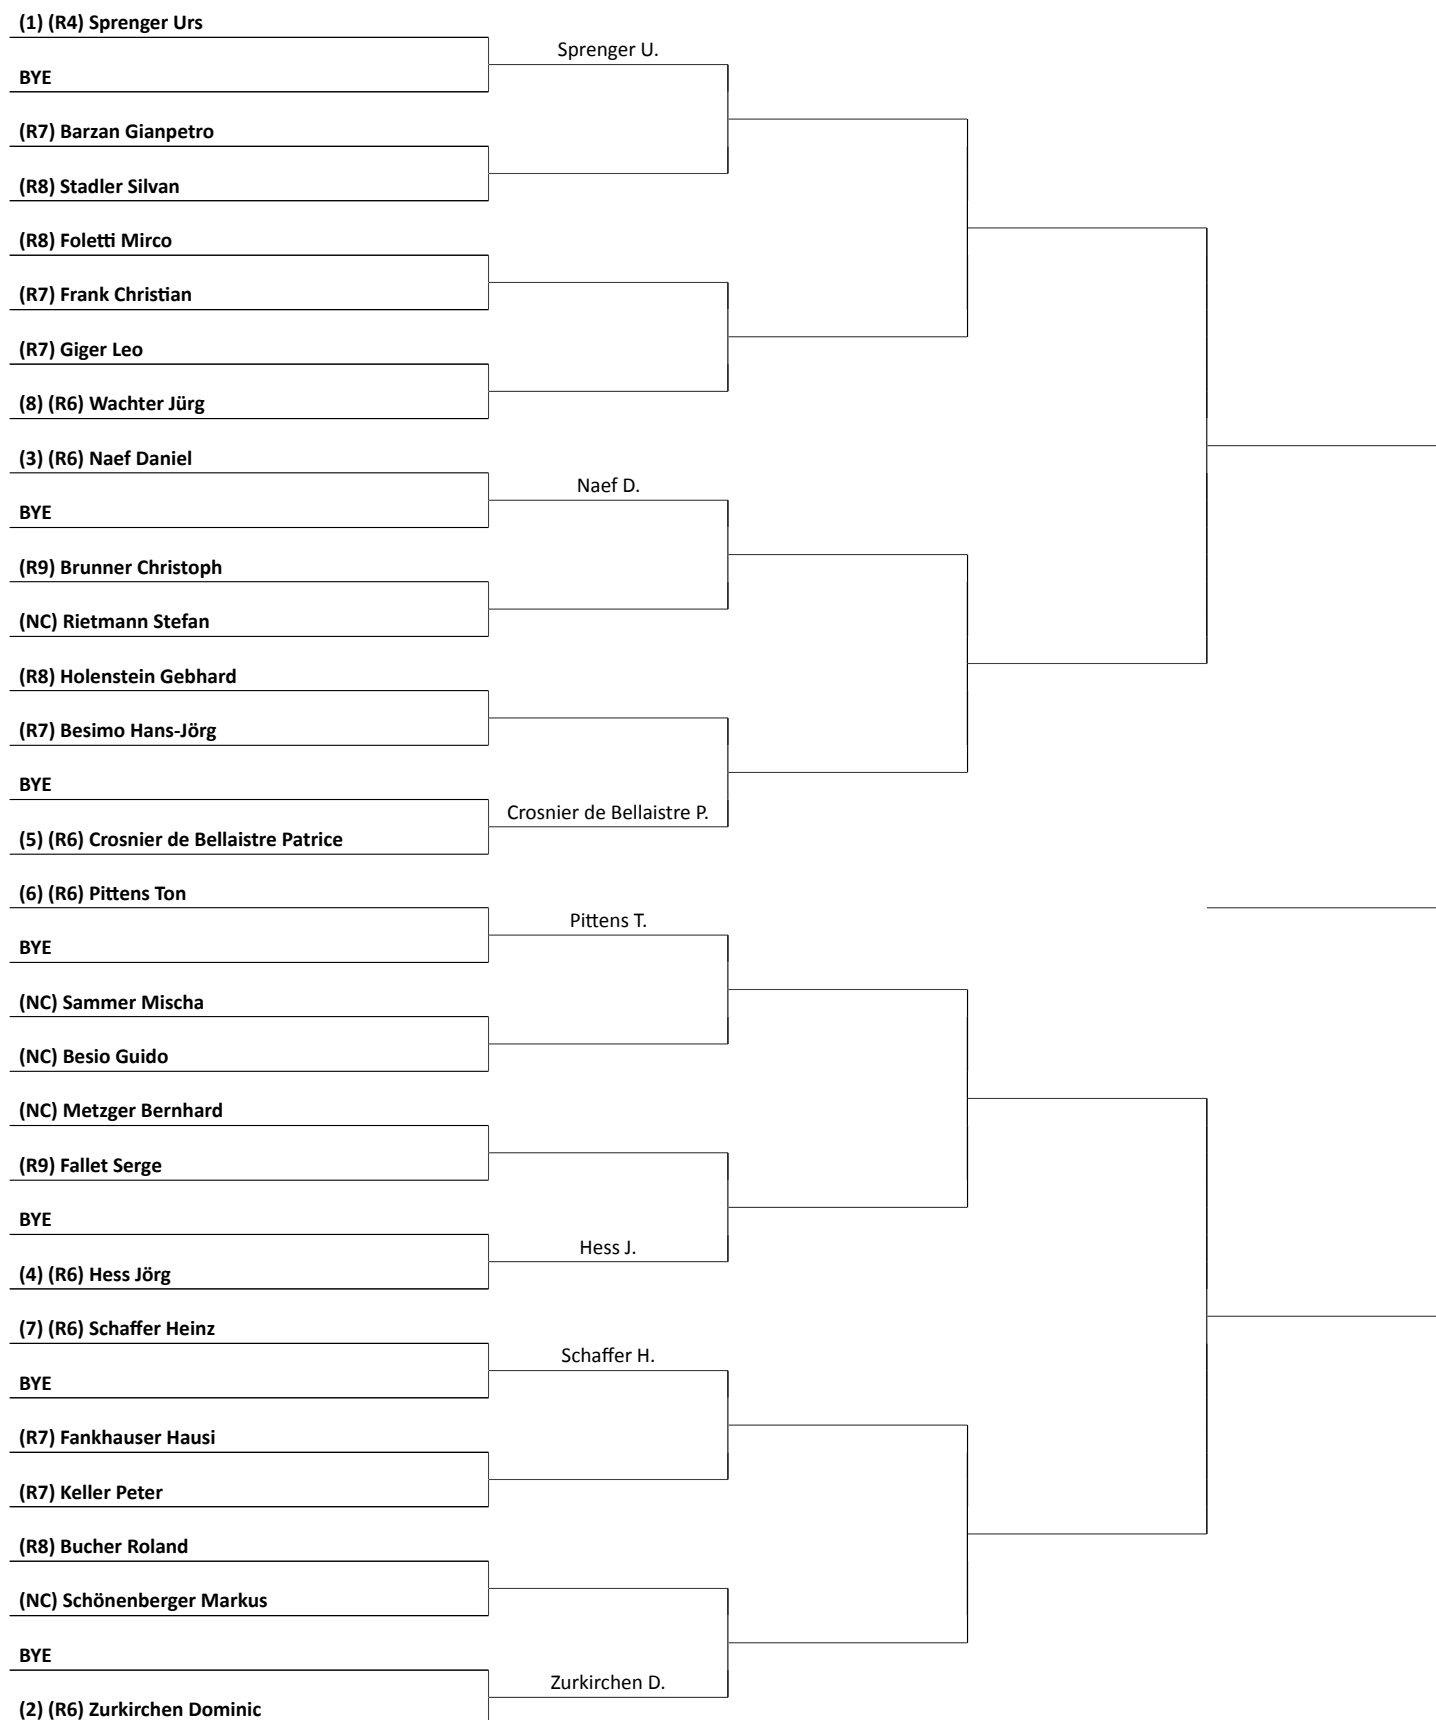 (1) (R4) Sprenger Urs
Sprenger U.
BYE
(R7) Barzan Gianpetro
(R8) Stadler Silvan
(R8) Foletti Mirco
(R7) Frank Christian
(R7) Giger Leo
(8) (R6) Wachter Jürg
(3) (R6) Naef Daniel
Naef D.
BYE
(R9) Brunner Christoph
(NC) Rietmann Stefan
(R8) Holenstein Gebhard
(R7) Besimo Hans-Jörg
BYE
Crosnier de Bellaistre P.
(5) (R6) Crosnier de Bellaistre Patrice
(6) (R6) Pittens Ton
Pittens T.
BYE
(NC) Sammer Mischa
(NC) Besio Guido
(NC) Metzger Bernhard
(R9) Fallet Serge
BYE
Hess J.
(4) (R6) Hess Jörg
(7) (R6) Schaffer Heinz
Schaffer H.
BYE
(R7) Fankhauser Hausi
(R7) Keller Peter
(R8) Bucher Roland
(NC) Schönenberger Markus
BYE
Zurkirchen D.
(2) (R6) Zurkirchen Dominic